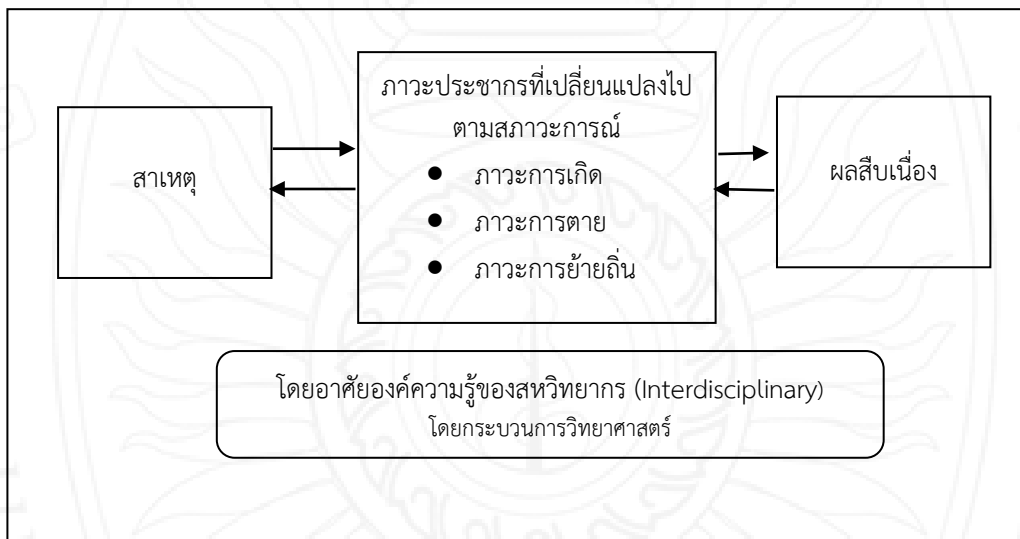 ภาวะประชากรที่เปลี่ยนแปลงไป
ตามสภาวะการณ์
● ภาวะการเกิด
● ภาวะการตาย
● ภาวะการย้ายถิ่น
สาเหตุ
ผลสืบเนื่อง
โดยอาศัยองค์ความรู้ของสหวิทยากร (Interdisciplinary)
โดยกระบวนการวิทยาศาสตร์